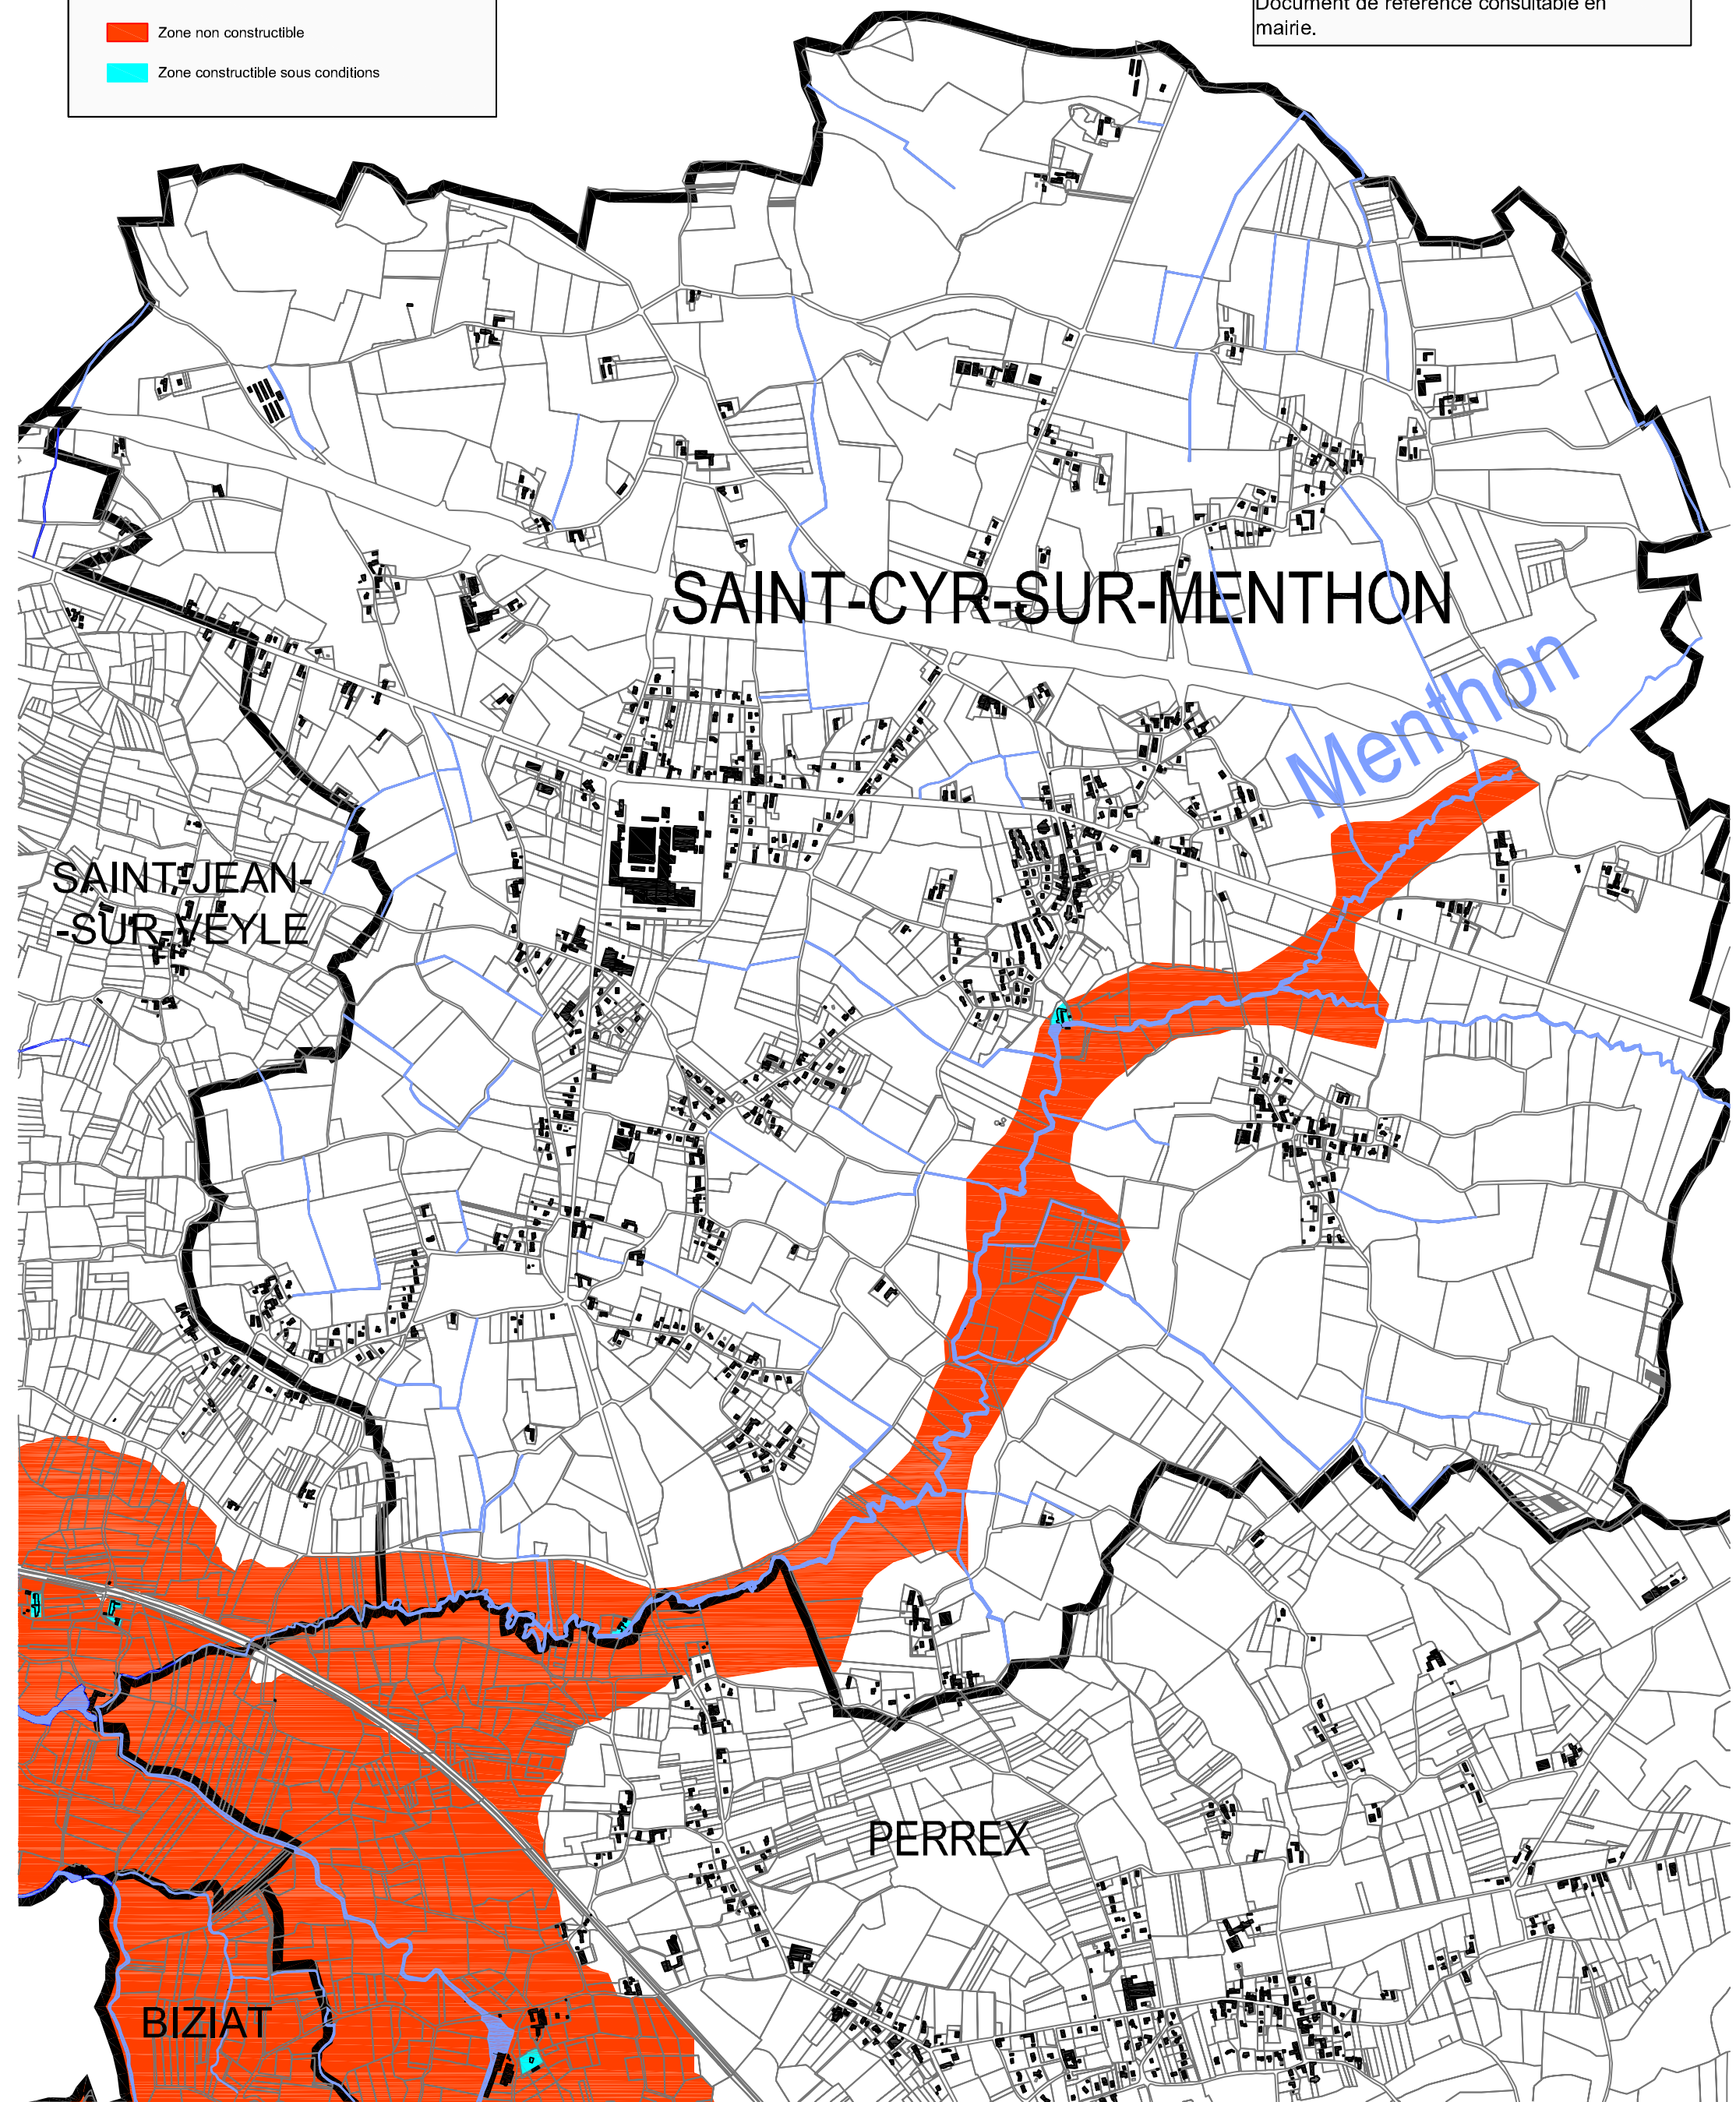 Zone non constructible
Zone constructible sous conditions
Document de référence consultable en
mairie.
SAINT-CYR-SUR-MENTHON
Menthon
SAINT-JEAN-
-SUR-VEYLE
PERREX
BIZIAT